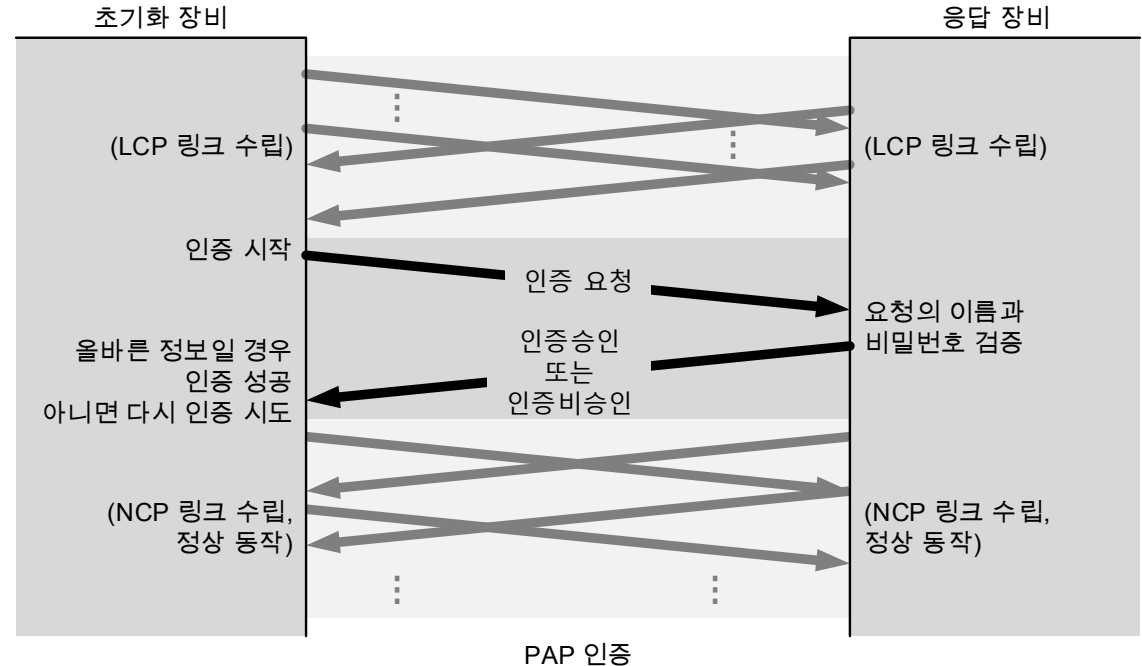 초기화 장비
응답 장비
(LCP 링크 수립)
(LCP 링크 수립)
인증 시작
인증 요청
요청의 이름과
비밀번호 검증
인증승인
또는
인증비승인
올바른 정보일 경우
인증 성공
아니면 다시 인증 시도
(NCP 링크 수립,
정상 동작)
(NCP 링크 수립,
정상 동작)
PAP 인증